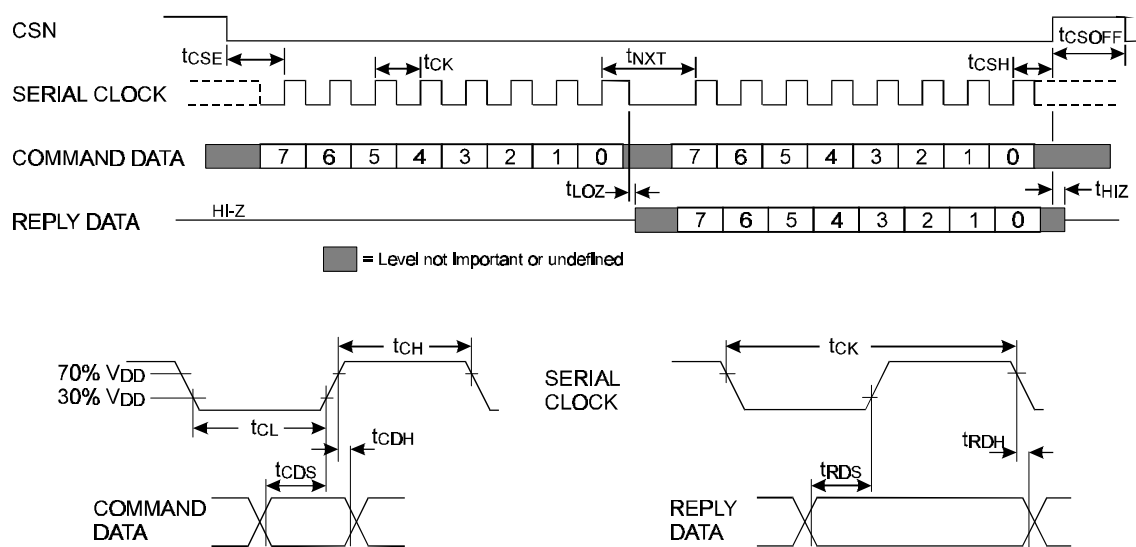 CSN
tCSE
tCK
tNXT
tCSH
tCSOFF
SERIAL CLOCK
COMMAND DATA
7 6 5 4 3 2 1 0
7 6 5 4 3 2 1 0
tLOZ
tHIZ
REPLY DATA
HI-Z
7 6 5 4 3 2 1 0
= Level not Important or undefined
70% VDD
30% VDD
tCH
tCL
tCDH
tCDS
COMMAND
DATA
SERIAL
CLOCK
tCK
tRDH
tRDS
REPLY
DATA